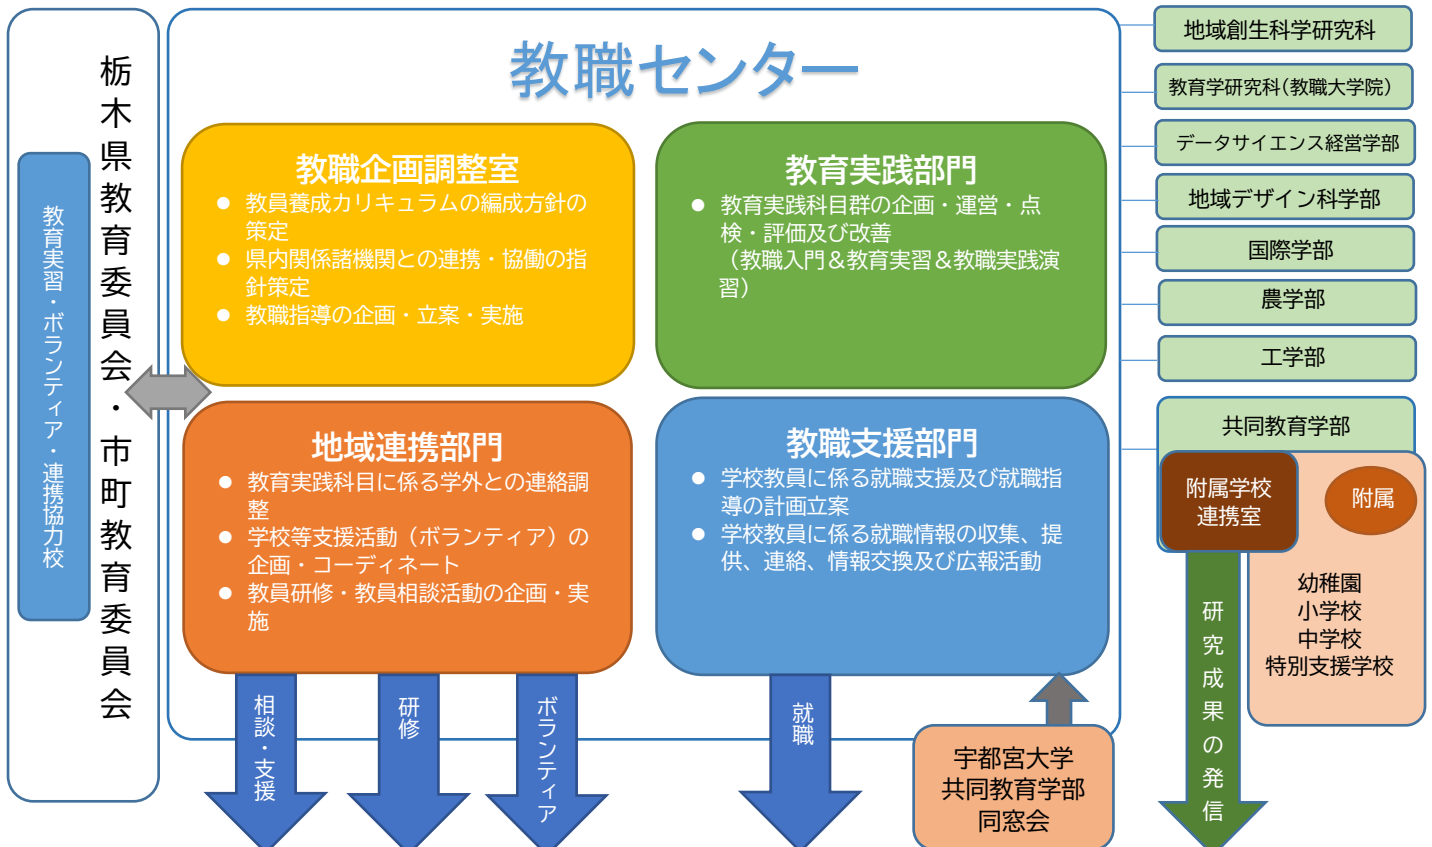 教職センター
栃木県教育委員会・市町教育委員会
教育実習・ボランティア・連携協力校
教職企画調整室
● 教員養成カリキュラムの編成方針の
策定
● 県内関係諸機関との連携・協働の指
針策定
● 教職指導の企画・立案・実施
教育実践部門
● 教育実践科目群の企画・運営・点
検・評価及び改善
（教職入門＆教育実習＆教職実践演
習）
地域連携部門
● 教育実践科目に係る学外との連絡調
整
● 学校等支援活動（ボランティア）の
企画・コーディネート
● 教員研修・教員相談活動の企画・実
施
教職支援部門
● 学校教員に係る就職支援及び就職指
導の計画立案
● 学校教員に係る就職情報の収集、提
供、連絡、情報交換及び広報活動
相談・支援
研修
ボランティア
就職
宇都宮大学
共同教育学部
同窓会
地域創生科学研究科
教育学研究科（教職大学院）
データサイエンス経営学部
地域デザイン科学部
国際学部
農学部
工学部
共同教育学部
附属学校
連携室
附属
幼稚園
小学校
中学校
特別支援学校
研究成果の発信